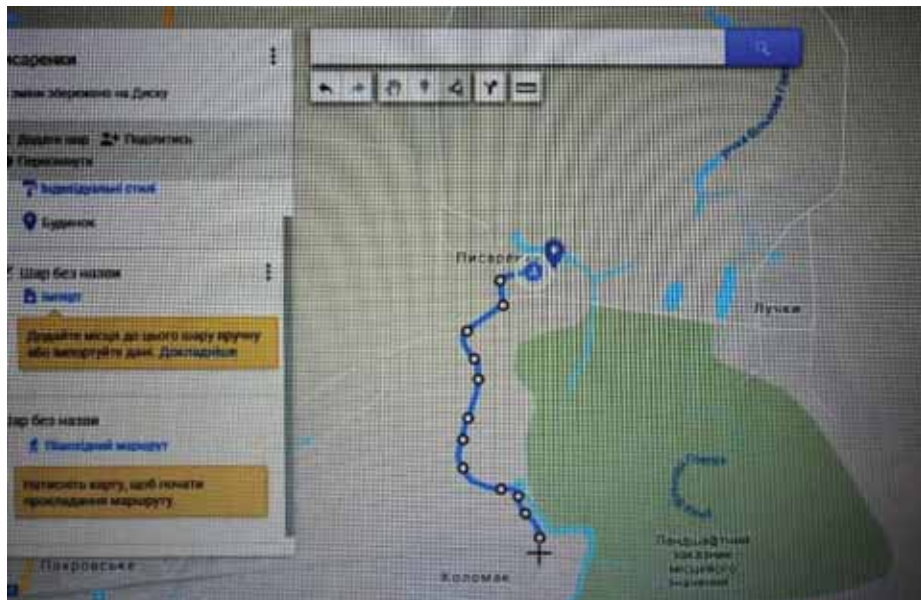 исаренки
зміни збережено на Диску
Додати шар Поділитись
Переглянути
Індивідуальні стилі
Будинок
Шар без назви
Імпорт
Додайте місця до цього шару вручну
або імпортуйте дані. Докладніше
ар без назви
Пішохідний маршрут
Натисніть карту, щоб почати
прокладання маршруту
Писарен
Лучки
Ландшафтний
заказник
місцевого
значення
Покровське
Коломак